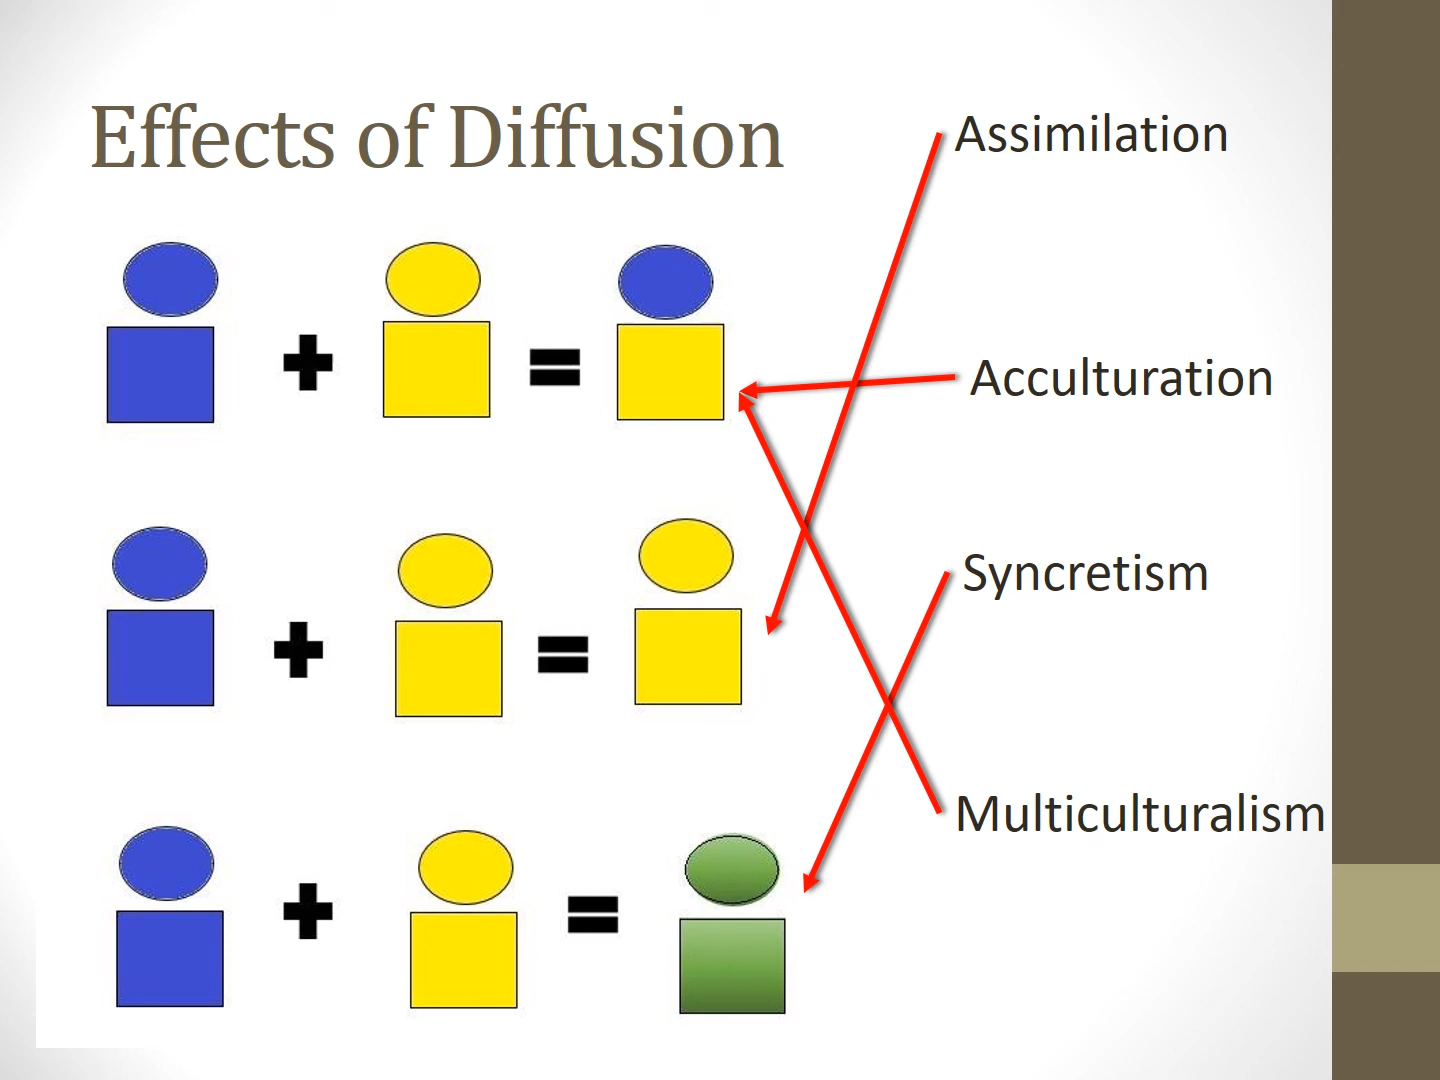 Effects of Diffusion
Assimilation
Acculturation
Syncretism
Multiculturalism